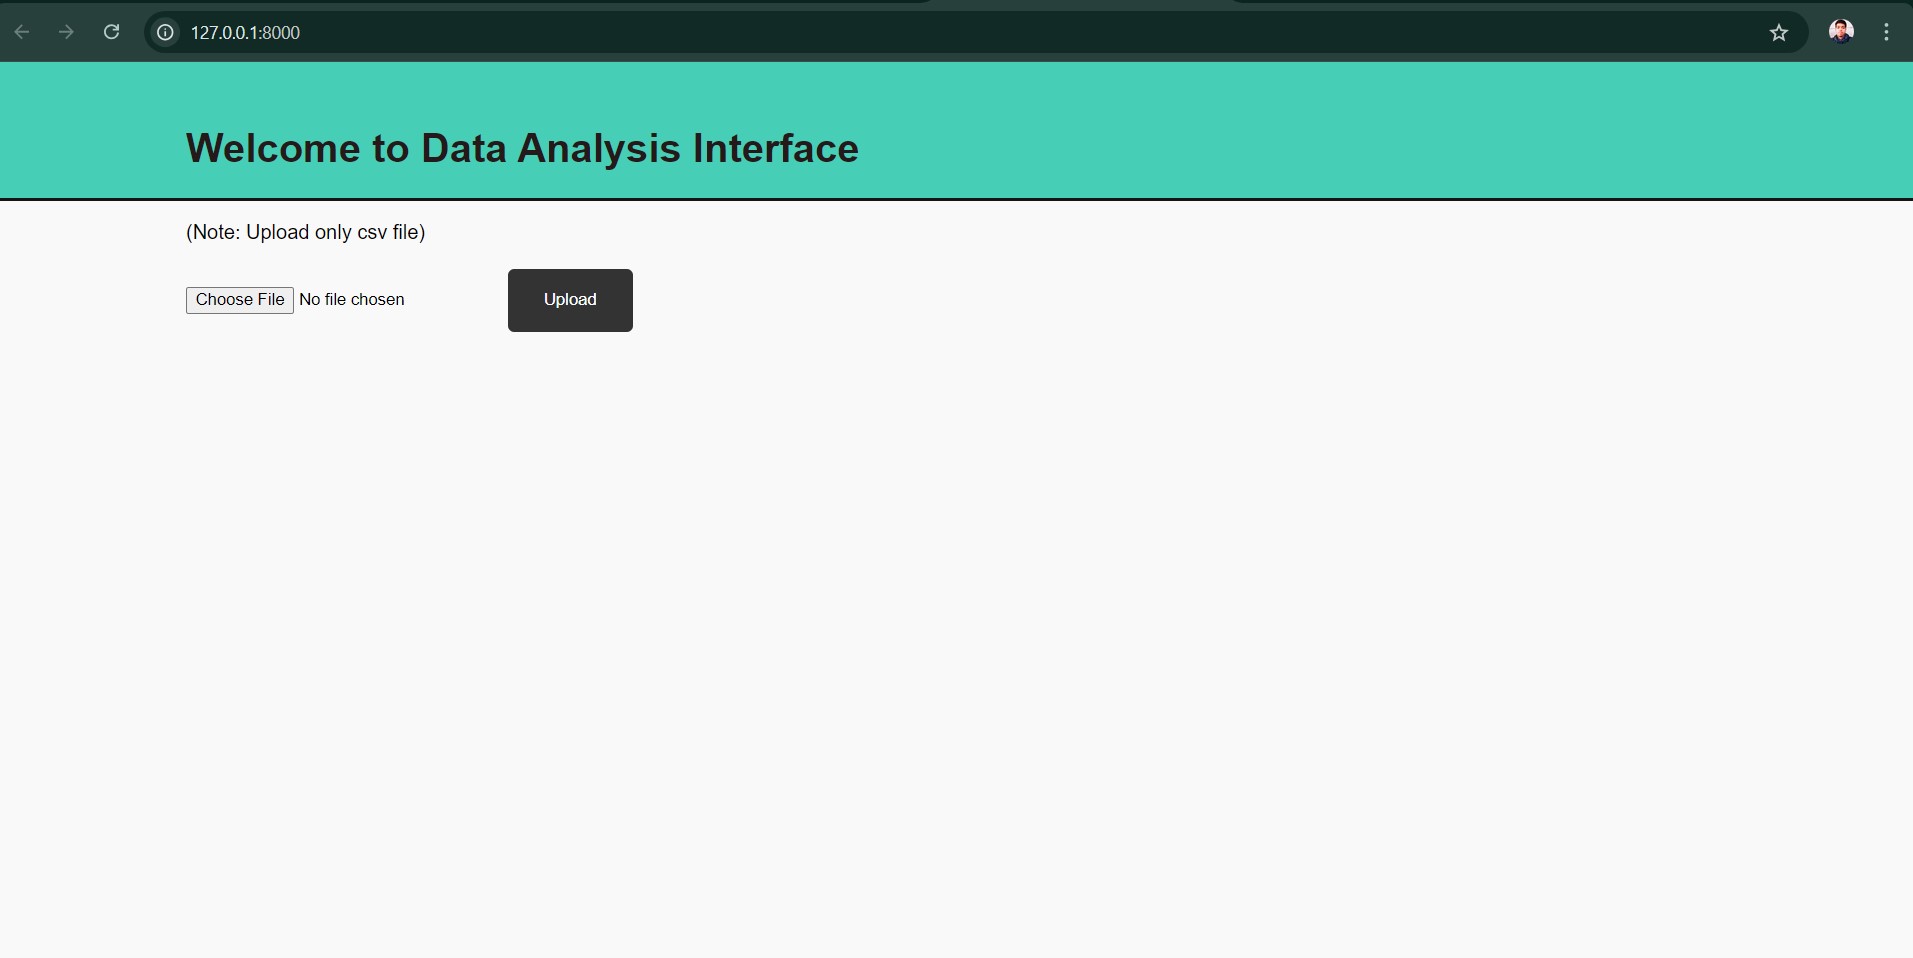 127.0.0.1:8000
Welcome to Data Analysis Interface
(Note: Upload only csv file)
Choose File No file chosen Upload